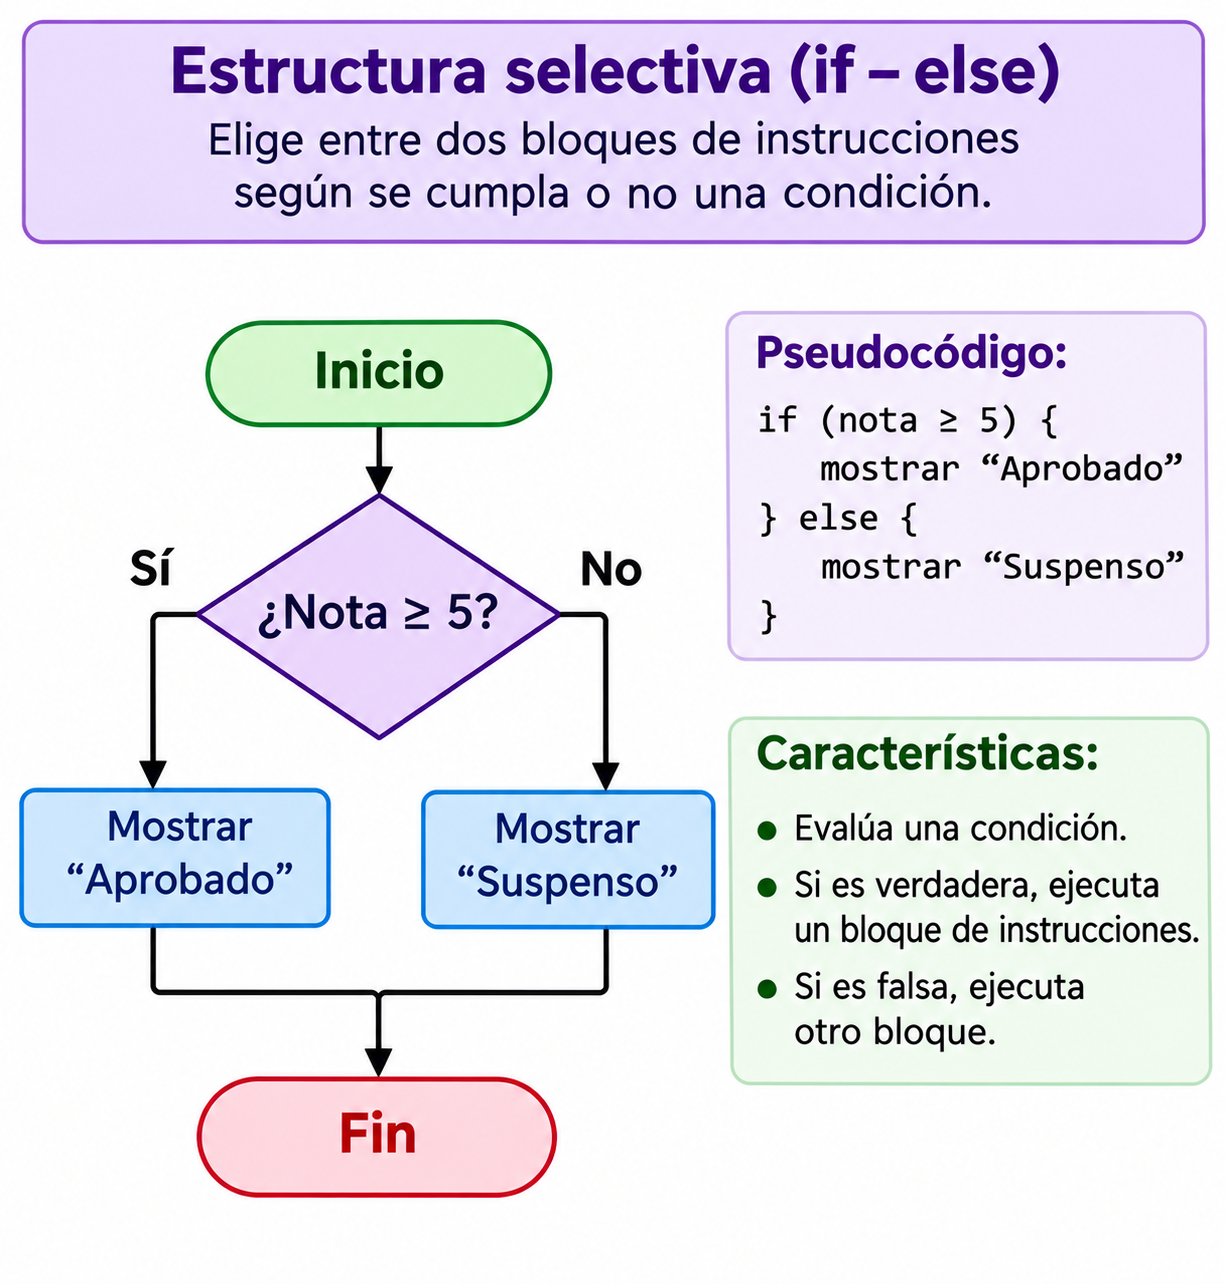 Estructura selectiva (if – else)
Elige entre dos bloques de instrucciones
según se cumpla o no una condición.
Inicio
Sí
No
¿Nota ≥ 5?
Mostrar
“Aprobado”
Mostrar
“Suspenso”
Fin
Pseudocódigo:
if (nota ≥ 5) {
   mostrar “Aprobado”
} else {
   mostrar “Suspenso”
}
Características:
● Evalúa una condición.
● Si es verdadera, ejecuta
un bloque de instrucciones.
● Si es falsa, ejecuta
otro bloque.